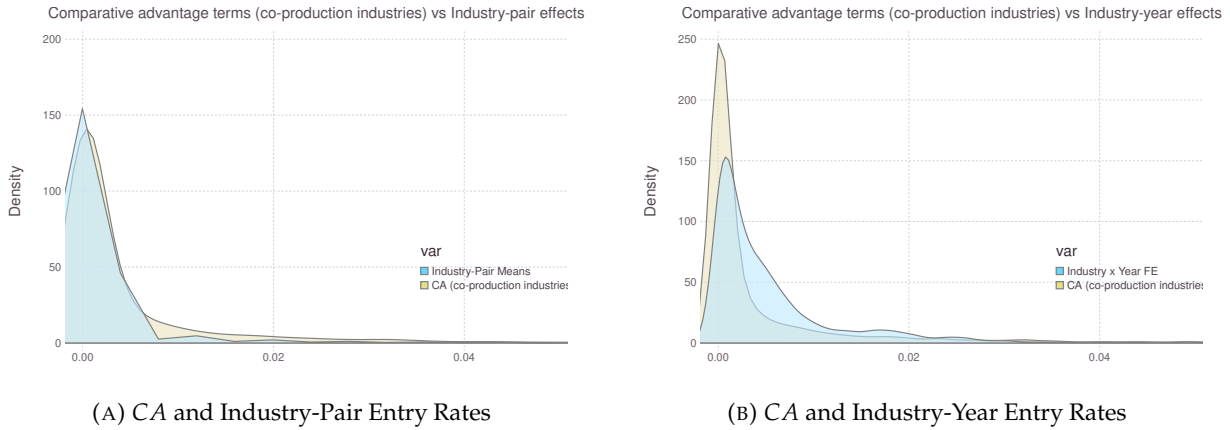 Comparative advantage terms (co-production industries) vs Industry-pair effects
200
150
100
50
0
Density
0.00
0.02
0.04
var
Industry-Pair Means
CA (co-production industries
(A) CA and Industry-Pair Entry Rates
Comparative advantage terms (co-production industries) vs Industry-year effects
250
200
150
100
50
0
Density
0.00
0.02
0.04
var
Industry x Year FE
CA (co-production industries
(B) CA and Industry-Year Entry Rates